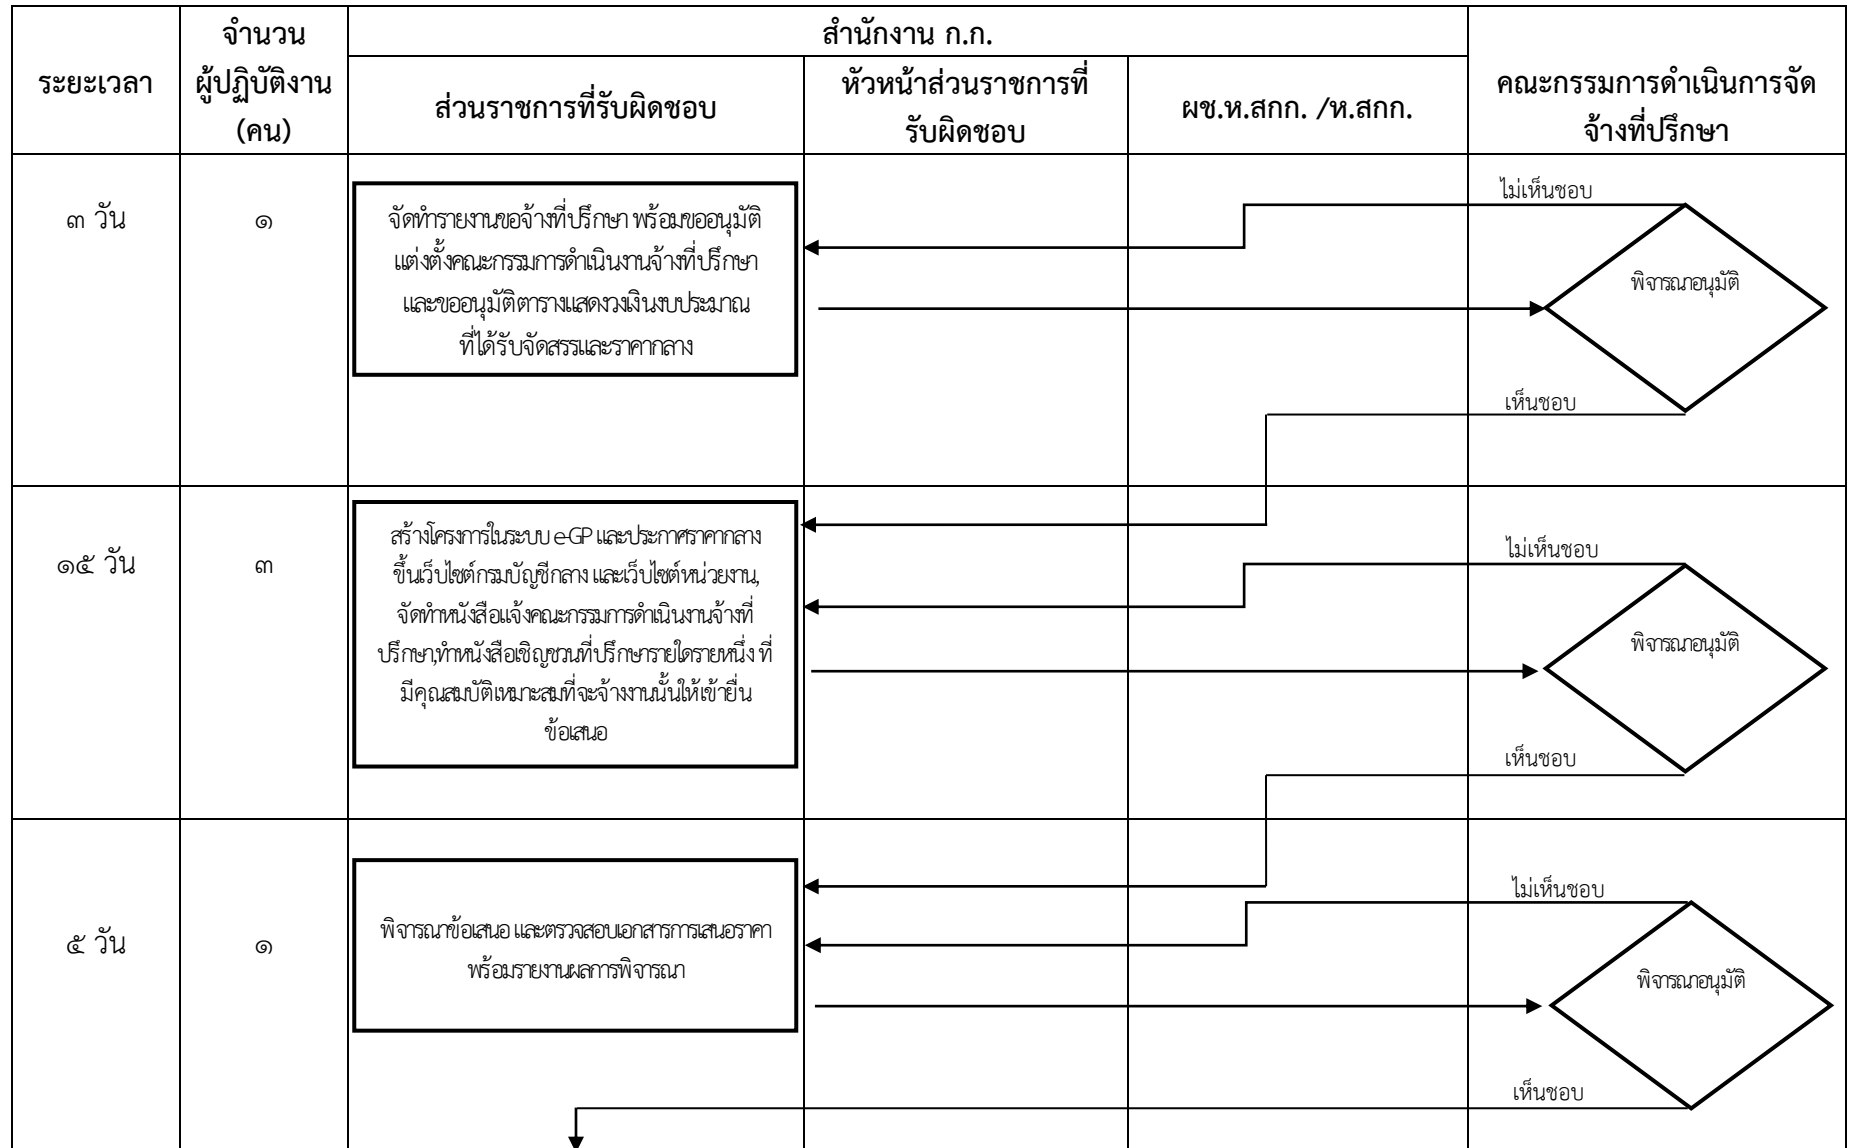 ระยะเวลา
จำนวน
ผู้ปฏิบัติงาน
(คน)
สำนักงาน ก.ก.
ส่วนราชการที่รับผิดชอบ
หัวหน้าส่วนราชการที่
รับผิดชอบ
ผช.ห.สกก. /ห.สกก.
คณะกรรมการดำเนินการจัด
จ้างที่ปรึกษา
๓ วัน
๑
จัดทำรายงานขอจ้างที่ปรึกษา พร้อมขออนุมัติ
แต่งตั้งคณะกรรมการดำเนินงานจ้างที่ปรึกษา
และขออนุมัติตารางแสดงวงเงินงบประมาณ
ที่ได้รับจัดสรรและราคากลาง
ไม่เห็นชอบ
พิจารณาอนุมัติ
เห็นชอบ
๑๕ วัน
๓
สร้างโครงการในระบบ e-GP และประกาศราคากลาง
ขึ้นเว็บไซต์กรมบัญชีกลาง และเว็บไซต์หน่วยงาน,
จัดทำหนังสือแจ้งคณะกรรมการดำเนินงานจ้างที่
ปรึกษา,ทำหนังสือเชิญชวนที่ปรึกษารายใดรายหนึ่ง ที่
มีคุณสมบัติเหมาะสมที่จะจ้างงานนั้นให้เข้ายื่น
ข้อเสนอ
ไม่เห็นชอบ
พิจารณาอนุมัติ
เห็นชอบ
๕ วัน
๑
พิจารณาข้อเสนอ และตรวจสอบเอกสารการเสนอราคา
พร้อมรายงานผลการพิจารณา
ไม่เห็นชอบ
พิจารณาอนุมัติ
เห็นชอบ